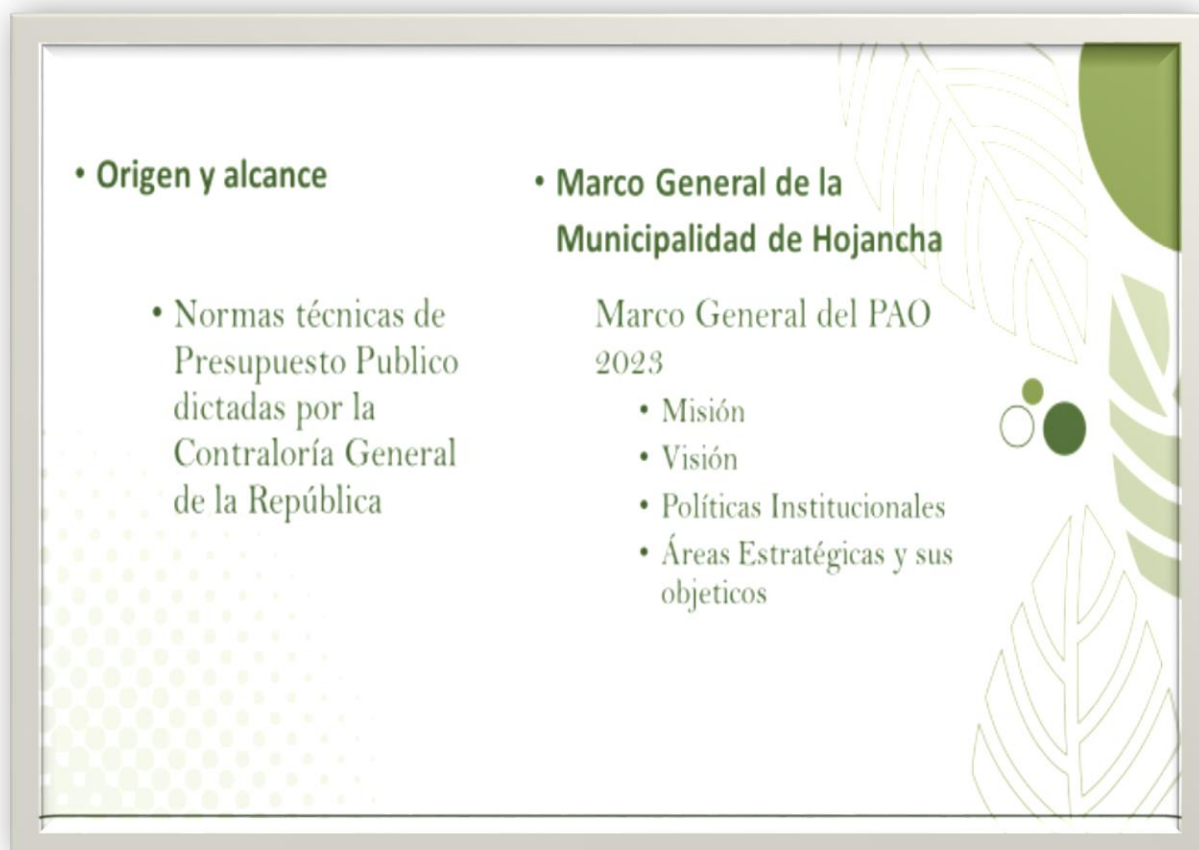 • Origen y alcance
• Normas técnicas de
Presupuesto Publico
dictadas por la
Contraloría General
de la República
• Marco General de la
Municipalidad de Hojancha
Marco General del PAO
2023
• Misión
• Visión
• Políticas Institucionales
• Áreas Estratégicas y sus
objeticos